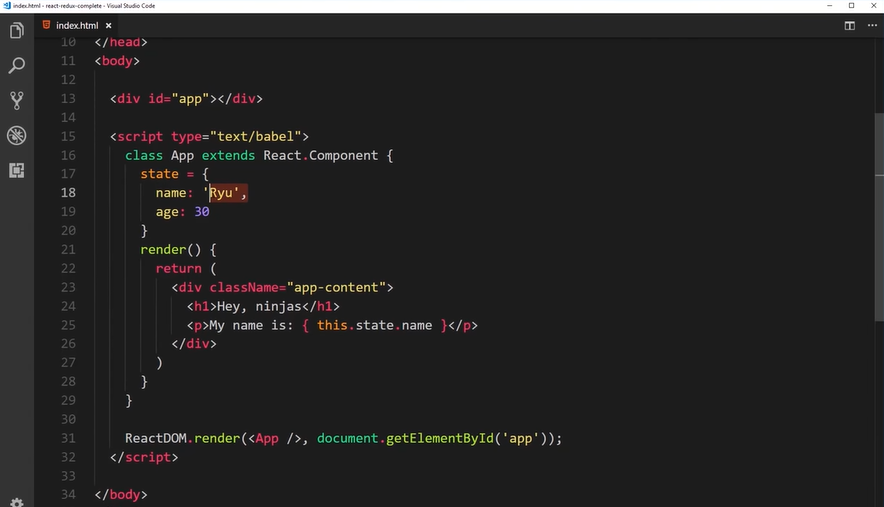 index.html - react-redux-complete - Visual Studio Code
index.html
10 </head>
11 <body>
12
13 <div id="app"></div>
14
15 <script type="text/babel">
16 class App extends React.Component {
17 state = {
18 name: 'Ryu',
19 age: 30
20 }
21 render() {
22 return (
23 <div className="app-content">
24 <h1>Hey, ninjas</h1>
25 <p>My name is: { this.state.name }</p>
26 </div>
27 )
28 }
29 }
30
31 ReactDOM.render(<App />, document.getElementById('app'));
32 </script>
33
34 </body>